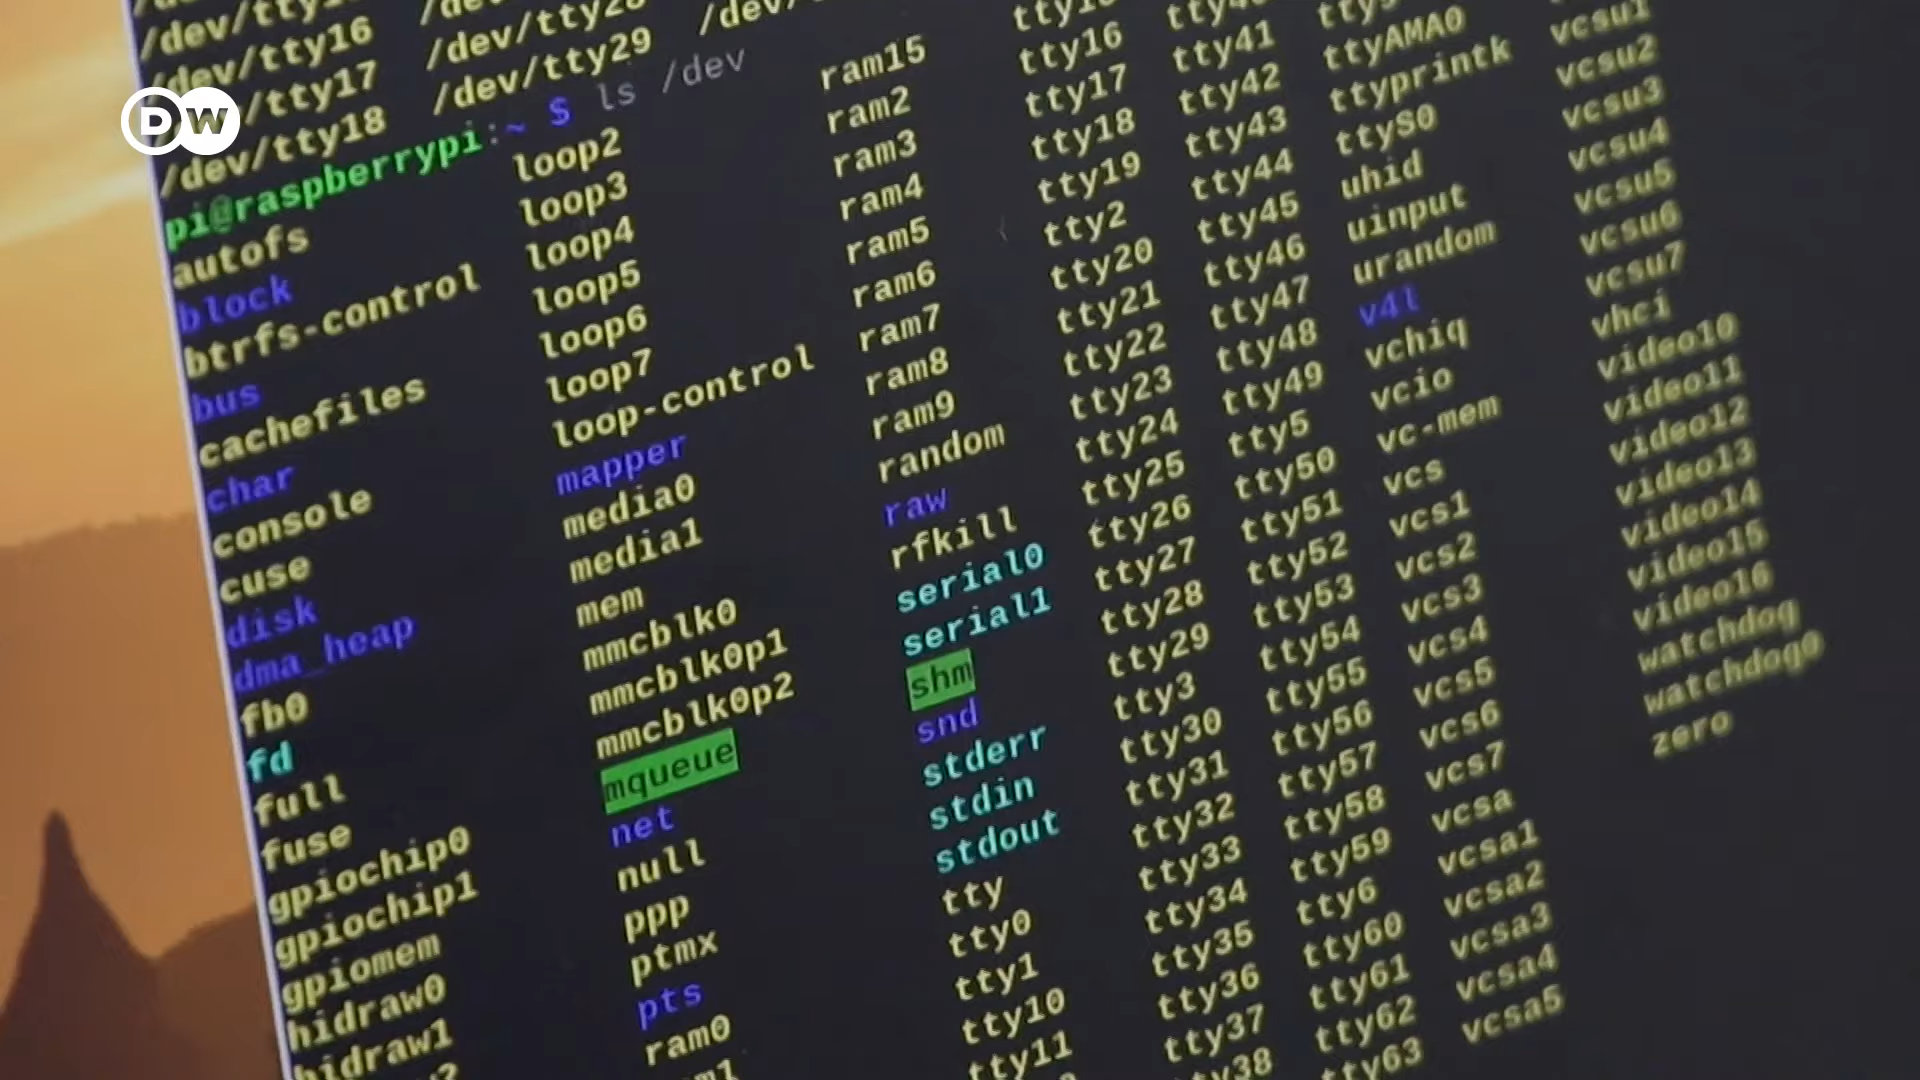 /dev/tty16
/dev/tty17
/dev/tty18
/dev/tty29
DW
pi@raspberrypi:~ $ ls /dev
autofs
block
btrfs-control
bus
cachefiles
char
console
cuse
disk
dma_heap
fb0
fd
full
fuse
gpiochip0
gpiochip1
gpiomem
hidraw0
hidraw1
loop2
loop3
loop4
loop5
loop6
loop7
loop-control
mapper
media0
media1
mem
mmcblk0
mmcblk0p1
mmcblk0p2
mqueue
net
null
ppp
ptmx
pts
ram0
ram15
ram2
ram3
ram4
ram5
ram6
ram7
ram8
ram9
random
raw
rfkill
serial0
serial1
shm
snd
stderr
stdin
stdout
tty
tty0
tty1
tty10
tty11
tty16
tty17
tty18
tty19
tty2
tty20
tty21
tty22
tty23
tty24
tty25
tty26
tty27
tty28
tty29
tty3
tty30
tty31
tty32
tty33
tty34
tty35
tty36
tty37
tty38
tty41
tty42
tty43
tty44
tty45
tty46
tty47
tty48
tty49
tty5
tty50
tty51
tty52
tty53
tty54
tty55
tty56
tty57
tty58
tty59
tty6
tty60
tty61
tty62
tty63
ttyAMA0
ttyprintk
ttyS0
uhid
uinput
urandom
v4l
vchiq
vcio
vc-mem
vcs
vcs1
vcs2
vcs3
vcs4
vcs5
vcs6
vcs7
vcsa
vcsa1
vcsa2
vcsa3
vcsa4
vcsa5
vcsu1
vcsu2
vcsu3
vcsu4
vcsu5
vcsu6
vcsu7
vhci
video10
video11
video12
video13
video14
video15
video16
watchdog
watchdog0
zero